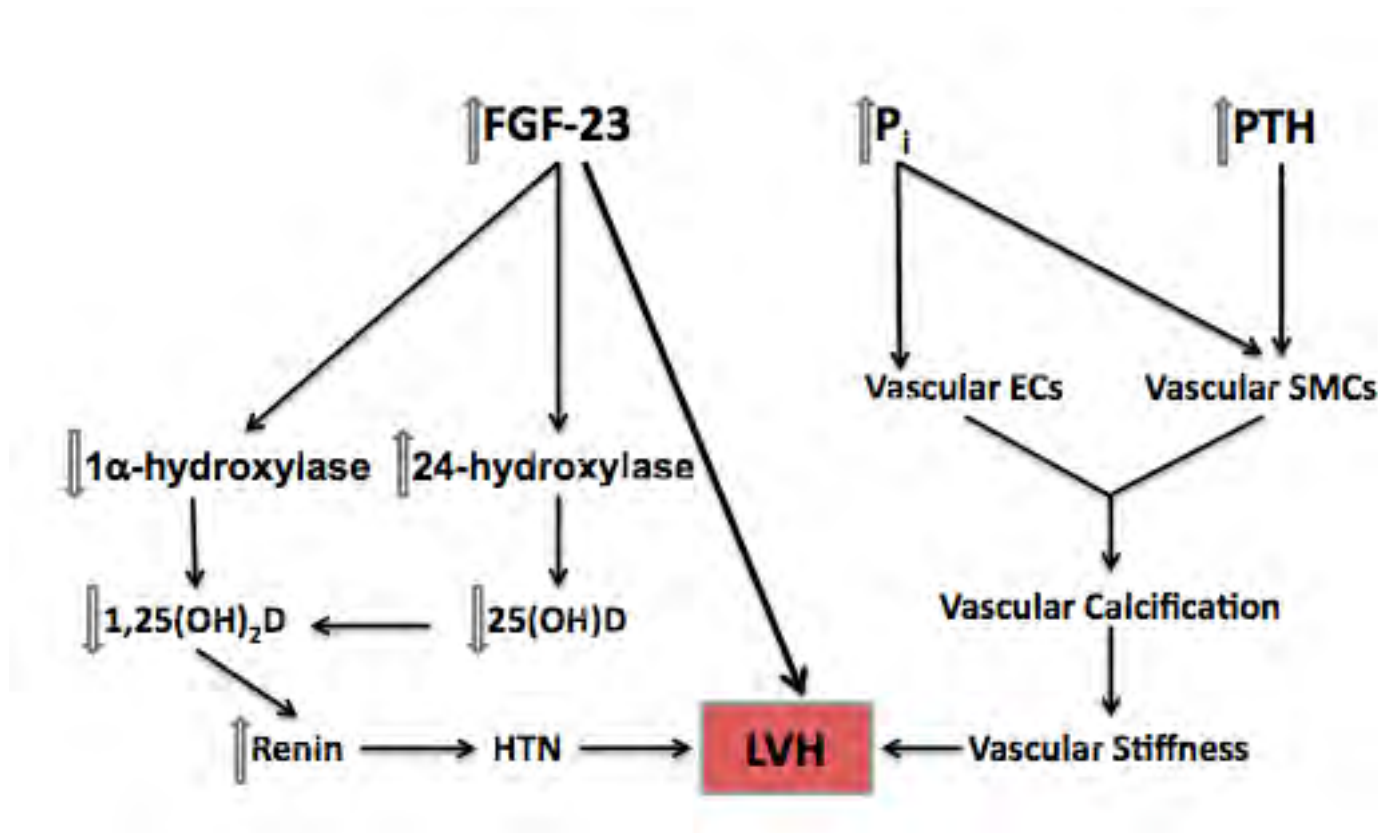 FGF-23
Pi
PTH
Vascular ECs
Vascular SMCs
1α-hydroxylase
24-hydroxylase
1,25(OH)2D
25(OH)D
Vascular Calcification
Renin
HTN
LVH
Vascular Stiffness